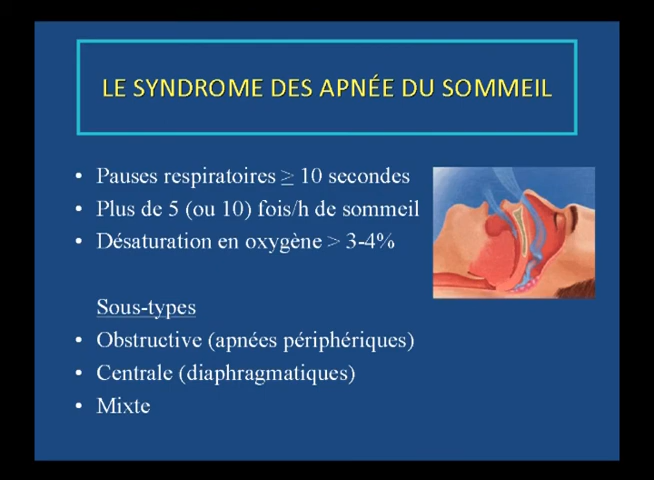 LE SYNDROME DES APNÉE DU SOMMEIL
• Pauses respiratoires ≥ 10 secondes
• Plus de 5 (ou 10) fois/h de sommeil
• Désaturation en oxygène > 3-4%
Sous-types
• Obstructive (apnées périphériques)
• Centrale (diaphragmatiques)
• Mixte